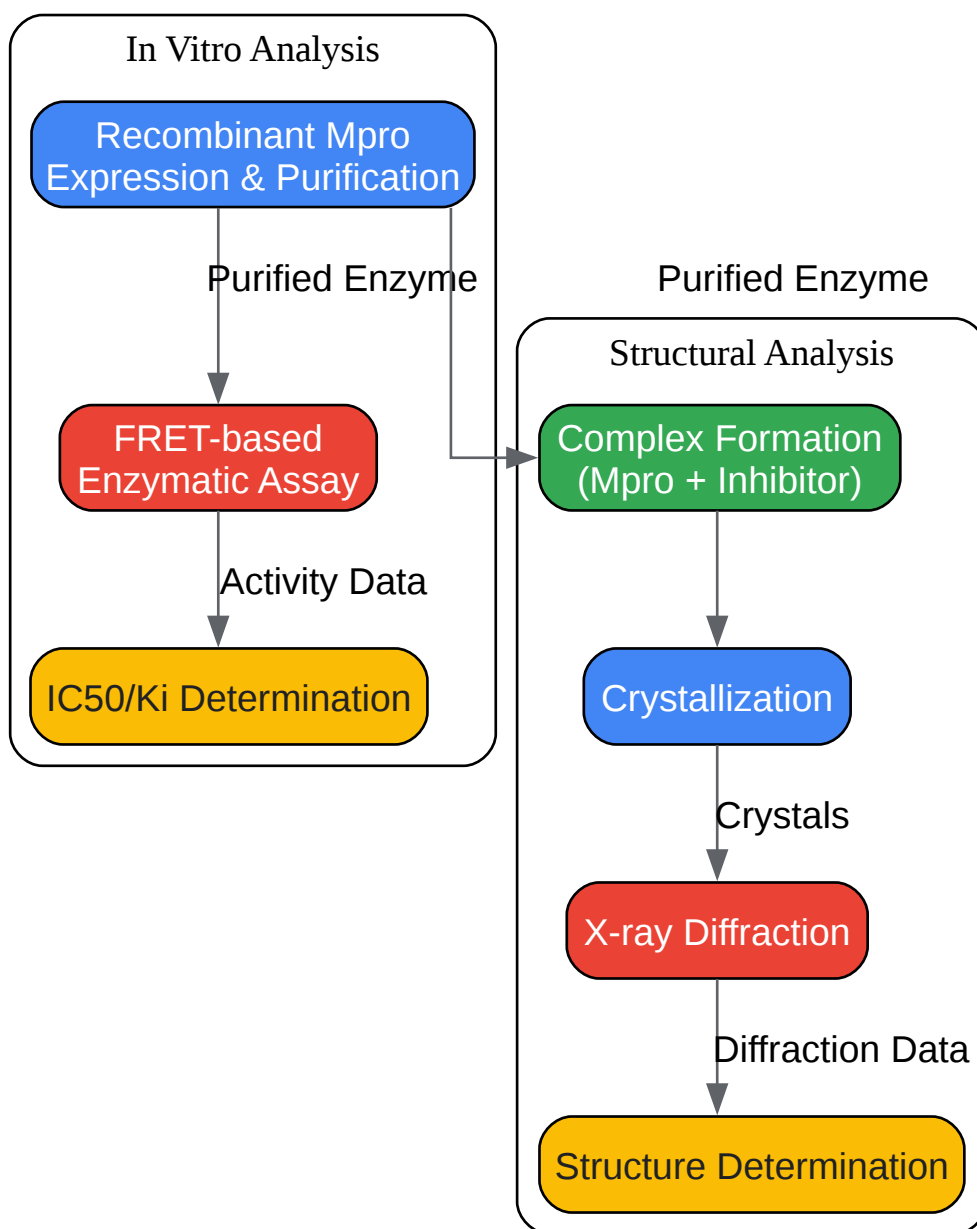 In Vitro Analysis
Recombinant Mpro
Expression & Purification
Purified Enzyme
FRET-based
Enzymatic Assay
Activity Data
IC50/Ki Determination
Purified Enzyme
Structural Analysis
Complex Formation
(Mpro + Inhibitor)
Crystallization
Crystals
X-ray Diffraction
Diffraction Data
Structure Determination